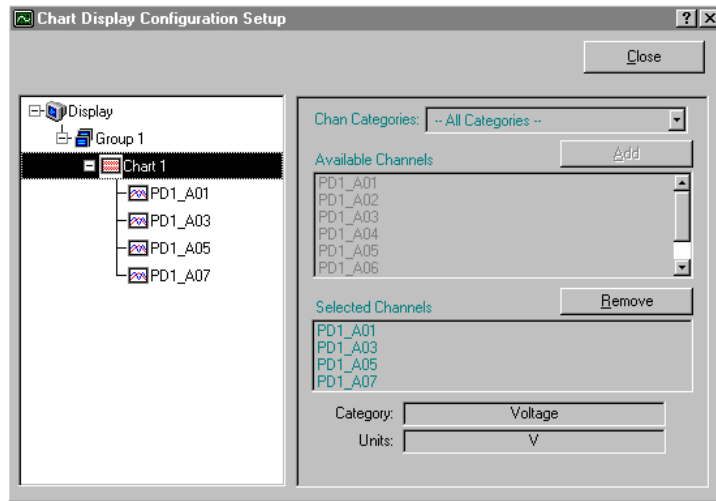 Chart Display Configuration Setup
Close
Display
Group 1
Chart 1
PD1_A01
PD1_A03
PD1_A05
PD1_A07
Chan Categories: -- All Categories --
Available Channels
Add
PD1_A01
PD1_A02
PD1_A03
PD1_A04
PD1_A05
PD1_A06
Selected Channels
Remove
PD1_A01
PD1_A03
PD1_A05
PD1_A07
Category: Voltage
Units: V